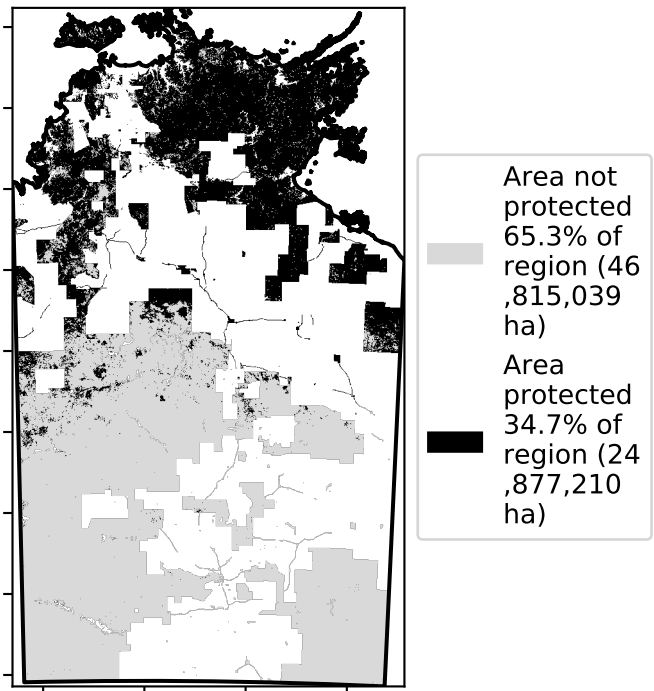 Area not
protected
65.3% of
region (46
,815,039
ha)
Area
protected
34.7% of
region (24
,877,210
ha)